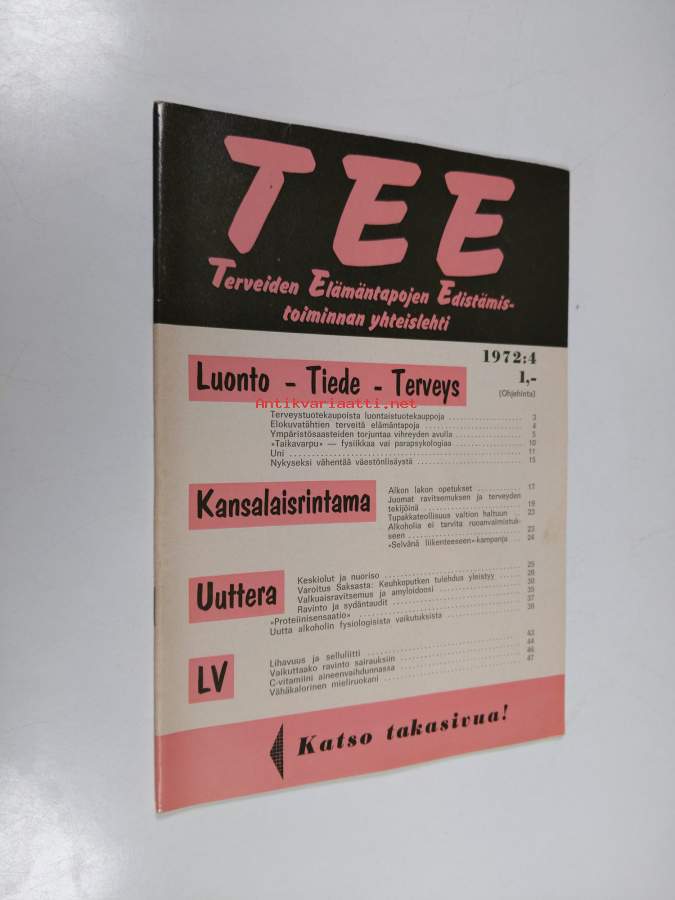 TEE
Terveiden Elämäntapojen Edistämis-
toiminnan yhteislehti
1972:4
1,-
(Ohjehinta)
Luonto - Tiede - Terveys
Antikvariaatti.net
Terveystuotekaupoista luontaistuotekauppoja 3
Elokuvatähtien terveitä elämäntapoja 4
Ympäristösaasteiden torjuntaa vihreyden avulla 5
»Taikavarpu» — fysiikkaa vai parapsykologiaa 10
Uni 11
Nykyseksi vähentää väestönlisäystä 15
Kansalaisrintama
Alkon lakon opetukset 17
Juomat ravitsemuksen ja terveyden
tekijöinä 19
Tupakkateollisuus valtion haltuun 23
Alkoholia ei tarvita ruoanvalmistuk-
seen 23
»Selvänä liikenteeseen»-kampanja 24
Uuttera
Keskiolut ja nuoriso 25
Varoitus Saksasta: Keuhkoputken tulehdus yleistyy 28
Valkuaisravitsemus ja amyloidoosi 30
Ravinto ja sydäntaudit 35
»Proteiinisensaatio» 37
Uutta alkoholin fysiologisista vaikutuksista 38
LV
Lihavuus ja selluliitti 43
Vaikuttaako ravinto sairauksiin 44
C-vitamiini aineenvaihdunnassa 46
Vähäkalorinen mieliruokani 47
Katso takasivua!